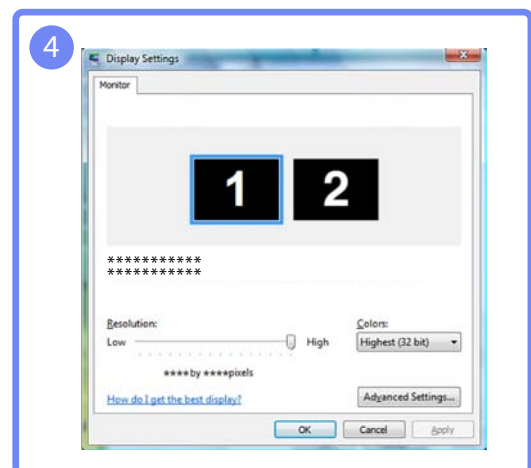 4
Display Settings
Monitor
1 2
***********
***********
Resolution:
Colors:
Low High Highest (32 bit)
**** by ****pixels
How do I get the best display? Advanced Settings...
OK Cancel Apply